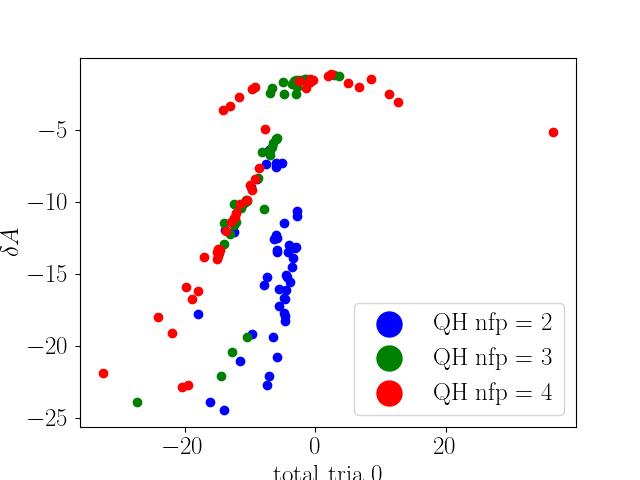 −5
−10
−15
−20
−25
δA
−20 0 20
total tria 0
QH nfp = 2
QH nfp = 3
QH nfp = 4